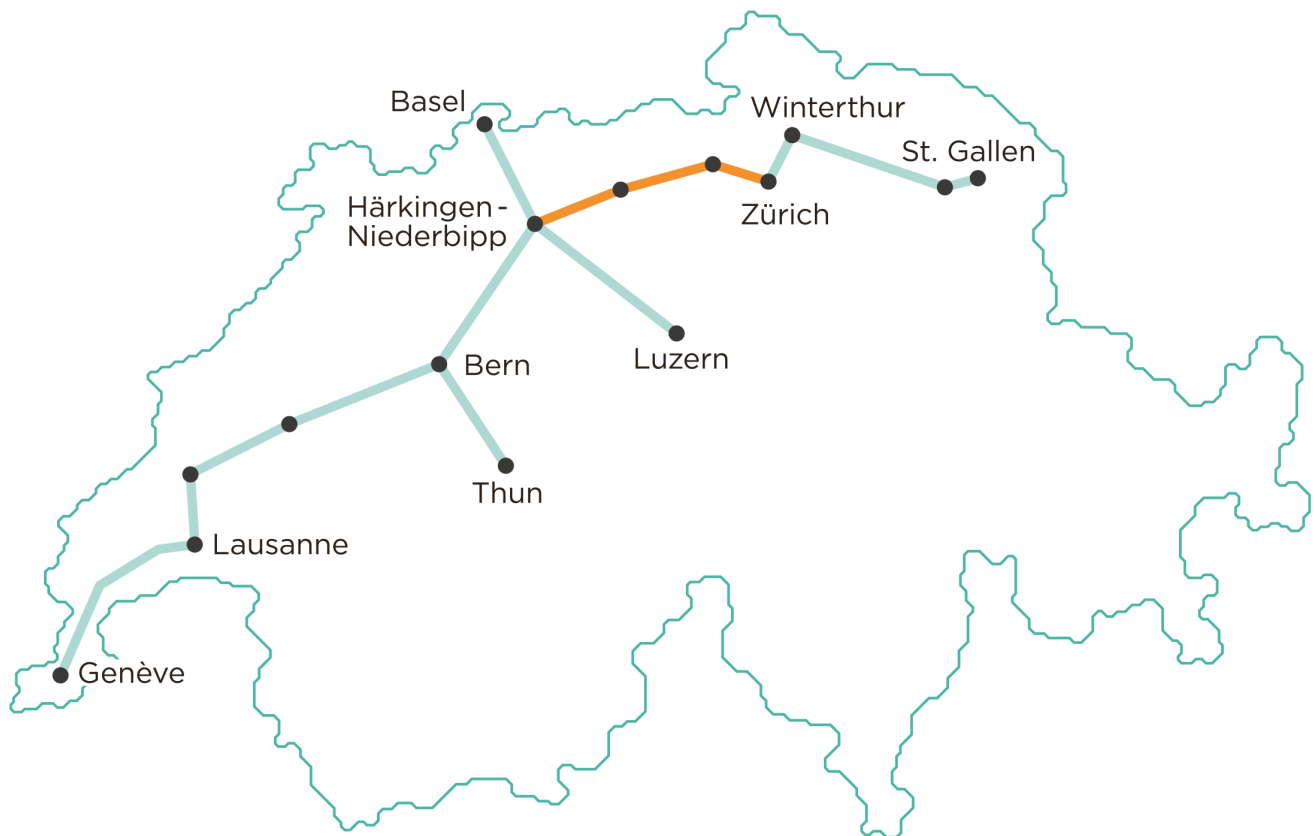 Basel
Winterthur
St. Gallen
Härkingen-
Niederbipp
Zürich
Luzern
Bern
Thun
Lausanne
Genève